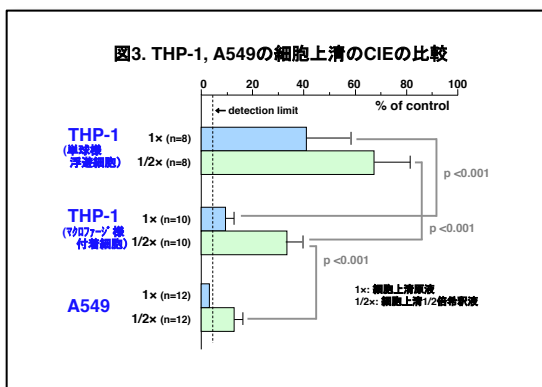 図3. THP-1, A549の細胞上清のCIEの比較
0 20 40 60 80 100
% of control
detection limit
THP-1
(単球様
浮遊細胞)
1× (n=8)
1/2× (n=8)
p <0.001
THP-1
(マクロファージ様
付着細胞)
1× (n=10)
1/2× (n=10)
p <0.001
p <0.001
A549
1× (n=12)
1/2× (n=12)
1×: 細胞上清原液
1/2×: 細胞上清1/2倍希釈液